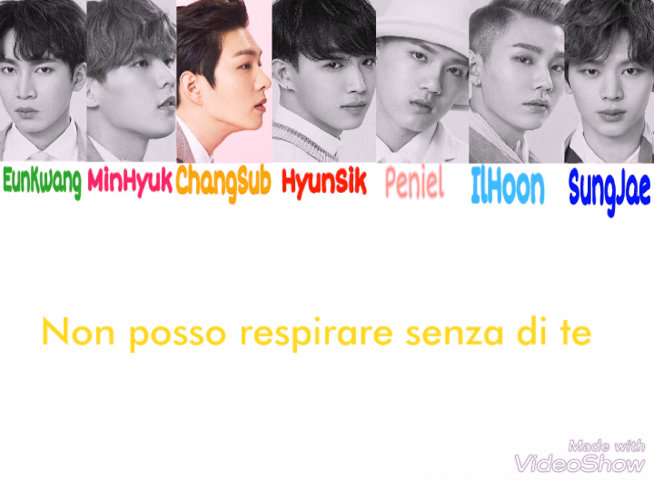 EunKwang MinHyuk ChangSub HyunSik Peniel IlHoon SungJae
Non posso respirare senza di te
Made with
VideoShow